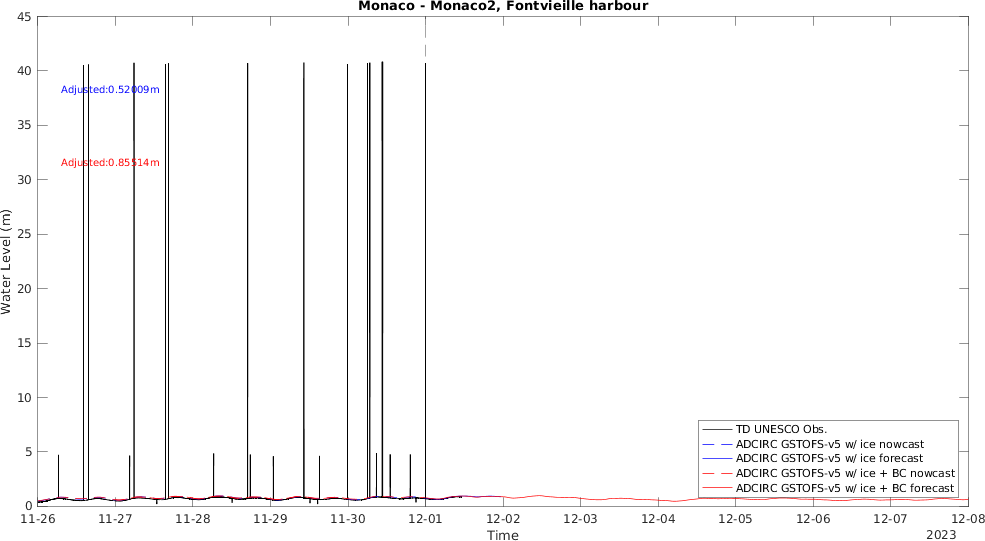 Monaco - Monaco2, Fontvieille harbour
Water Level (m)
45
40
35
30
25
20
15
10
5
0
Adjusted:0.52009m
Adjusted:0.85514m
TD UNESCO Obs.
ADCIRC GSTOFS-v5 w/ ice nowcast
ADCIRC GSTOFS-v5 w/ ice forecast
ADCIRC GSTOFS-v5 w/ ice + BC nowcast
ADCIRC GSTOFS-v5 w/ ice + BC forecast
11-26 11-27 11-28 11-29 11-30 12-01 12-02 12-03 12-04 12-05 12-06 12-07 12-08
Time
2023